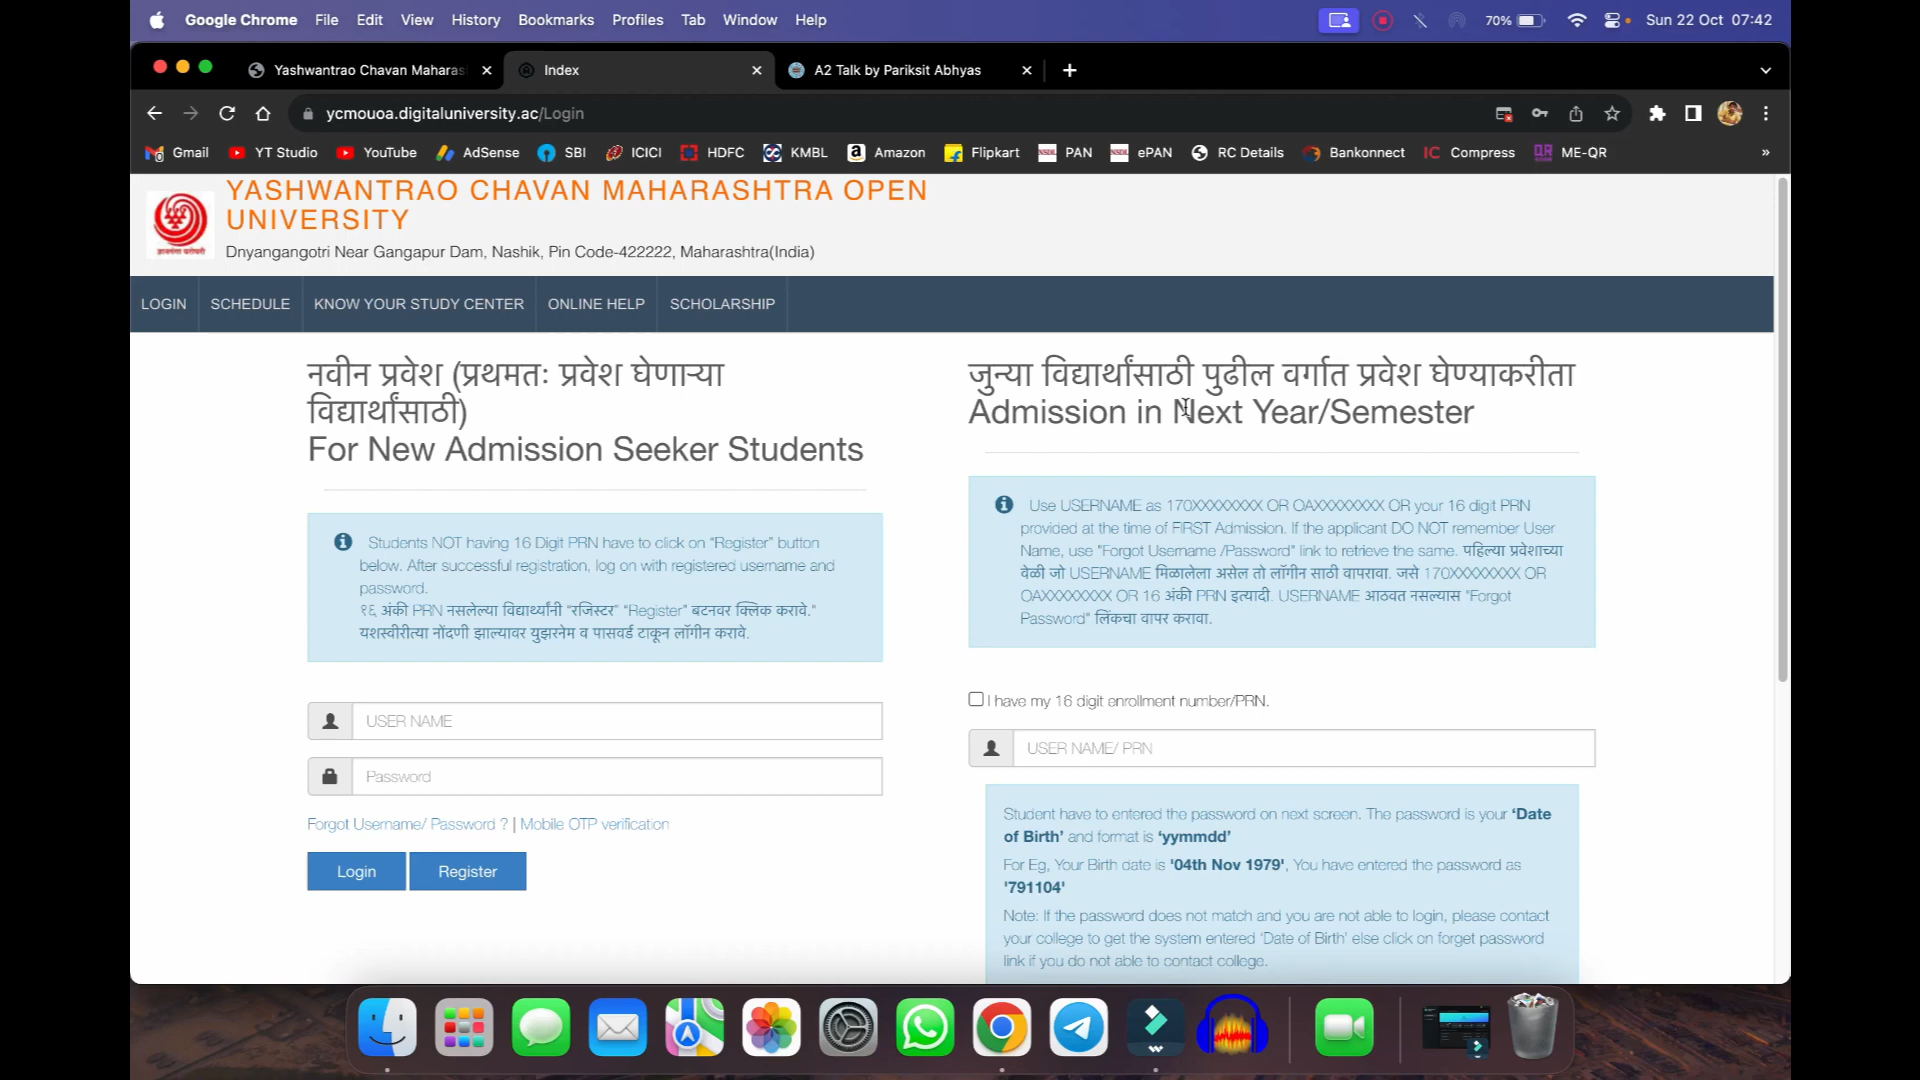 Google Chrome File Edit View History Bookmarks Profiles Tab Window Help 70% Sun 22 Oct 07:42
Yashwantrao Chavan Maharas Index A2 Talk by Pariksit Abhyas
ycmouoa.digitaluniversity.ac/Login
Gmail YT Studio YouTube AdSense SBI ICICI HDFC KMBL Amazon Flipkart PAN ePAN RC Details Bankonnect IC Compress ME-QR »
YASHWANTRAO CHAVAN MAHARASHTRA OPEN
UNIVERSITY
Dnyangangotri Near Gangapur Dam, Nashik, Pin Code-422222, Maharashtra(India)
LOGIN SCHEDULE KNOW YOUR STUDY CENTER ONLINE HELP SCHOLARSHIP
नवीन प्रवेश (प्रथमतः प्रवेश घेणाऱ्या
विद्यार्थांसाठी)
For New Admission Seeker Students
Students NOT having 16 Digit PRN have to click on “Register” button
below. After successful registration, log on with registered username and
password.
१६ अंकी PRN नसलेल्या विद्यार्थ्यांनी “रजिस्टर” “Register” बटनवर क्लिक करावे.”
यशस्वीरीत्या नोंदणी झाल्यावर युझरनेम व पासवर्ड टाकून लॉगीन करावे.
USER NAME
Password
Forgot Username/ Password ? | Mobile OTP verification
Login Register
जुन्या विद्यार्थांसाठी पुढील वर्गात प्रवेश घेण्याकरीता
Admission in Next Year/Semester
Use USERNAME as 170XXXXXXXX OR OAXXXXXXXX OR your 16 digit PRN
provided at the time of FIRST Admission. If the applicant DO NOT remember User
Name, use "Forgot Username /Password" link to retrieve the same. पहिल्या प्रवेशाच्या
वेळी जो USERNAME मिळालेला असेल तो लॉगीन साठी वापरावा. जसे 170XXXXXXXX OR
OAXXXXXXXX OR 16 अंकी PRN इत्यादी. USERNAME आठवत नसल्यास "Forgot
Password" लिंकचा वापर करावा.
I have my 16 digit enrollment number/PRN.
USER NAME/ PRN
Student have to entered the password on next screen. The password is your ‘Date
of Birth’ and format is ‘yymmdd’
For Eg, Your Birth date is '04th Nov 1979', You have entered the password as
'791104'
Note: If the password does not match and you are not able to login, please contact
your college to get the system entered ‘Date of Birth’ else click on forget password
link if you do not able to contact college.